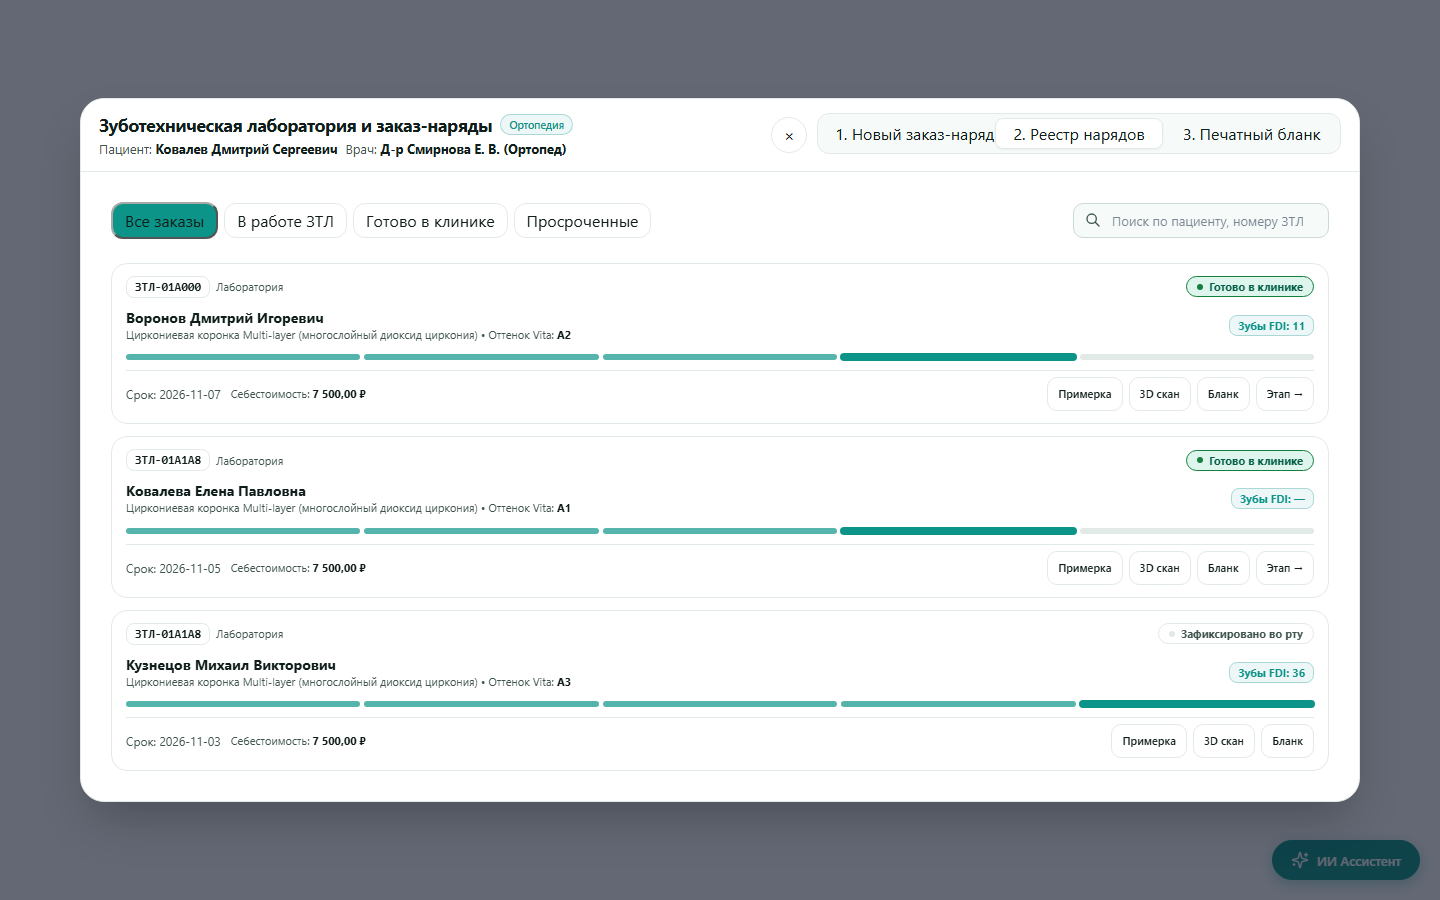 Зуботехническая лаборатория и заказ-наряды Ортопедия
Пациент: Ковалев Дмитрий Сергеевич Врач: Д-р Смирнова Е. В. (Ортопед)
× 1. Новый заказ-наряд 2. Реестр нарядов 3. Печатный бланк
Все заказы В работе ЗТЛ Готово в клинике Просроченные Поиск по пациенту, номеру ЗТЛ
ЗТЛ-01A000 Лаборатория Готово в клинике
Воронов Дмитрий Игоревич
Зубы FDI: 11
Циркониевая коронка Multi-layer (многослойный диоксид циркония) • Оттенок Vita: A2
Срок: 2026-11-07 Себестоимость: 7 500,00 ₽ Примерка 3D скан Бланк Этап →
ЗТЛ-01A1A8 Лаборатория Готово в клинике
Ковалева Елена Павловна
Зубы FDI: —
Циркониевая коронка Multi-layer (многослойный диоксид циркония) • Оттенок Vita: A1
Срок: 2026-11-05 Себестоимость: 7 500,00 ₽ Примерка 3D скан Бланк Этап →
ЗТЛ-01A1A8 Лаборатория Зафиксировано во рту
Кузнецов Михаил Викторович
Зубы FDI: 36
Циркониевая коронка Multi-layer (многослойный диоксид циркония) • Оттенок Vita: A3
Срок: 2026-11-03 Себестоимость: 7 500,00 ₽ Примерка 3D скан Бланк
ИИ Ассистент